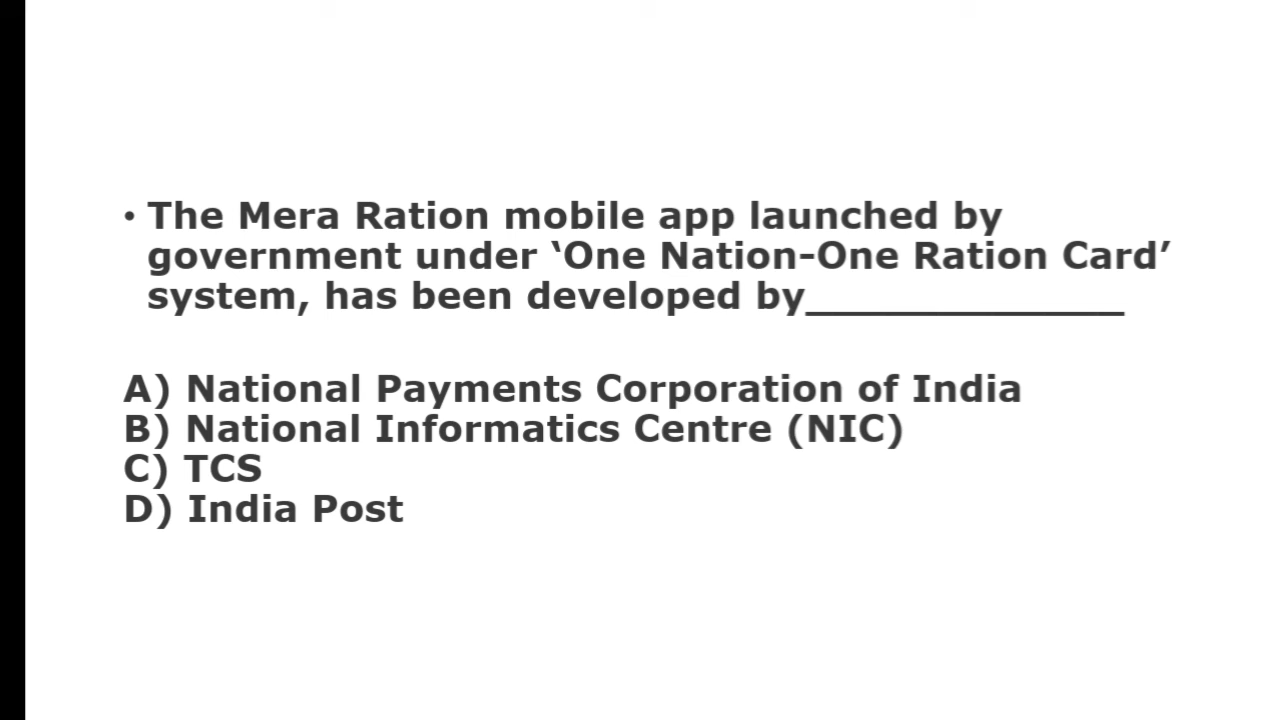 • The Mera Ration mobile app launched by
government under ‘One Nation-One Ration Card’
system, has been developed by______________
A) National Payments Corporation of India
B) National Informatics Centre (NIC)
C) TCS
D) India Post